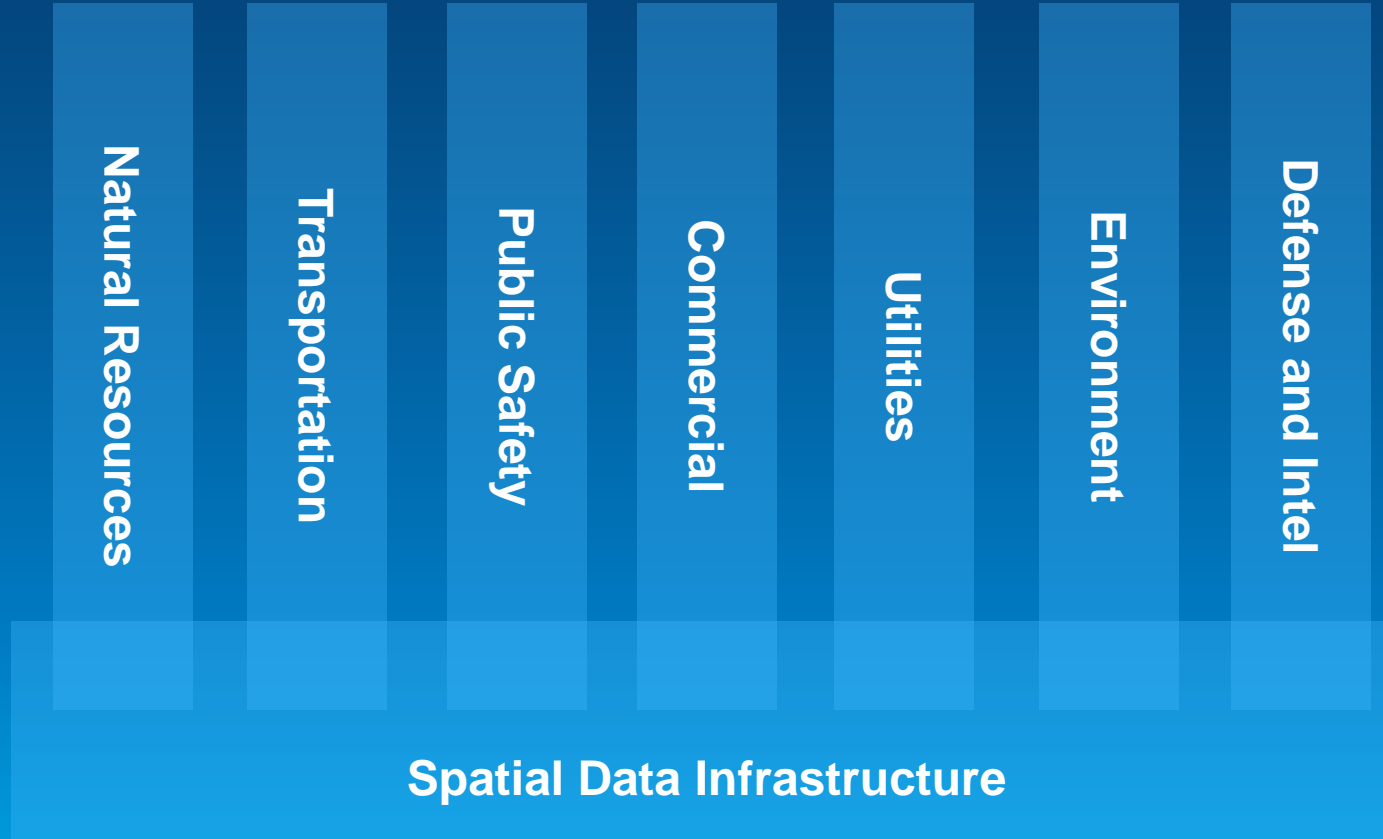 Natural Resources
Transportation
Public Safety
Commercial
Utilities
Environment
Defense and Intel
Spatial Data Infrastructure